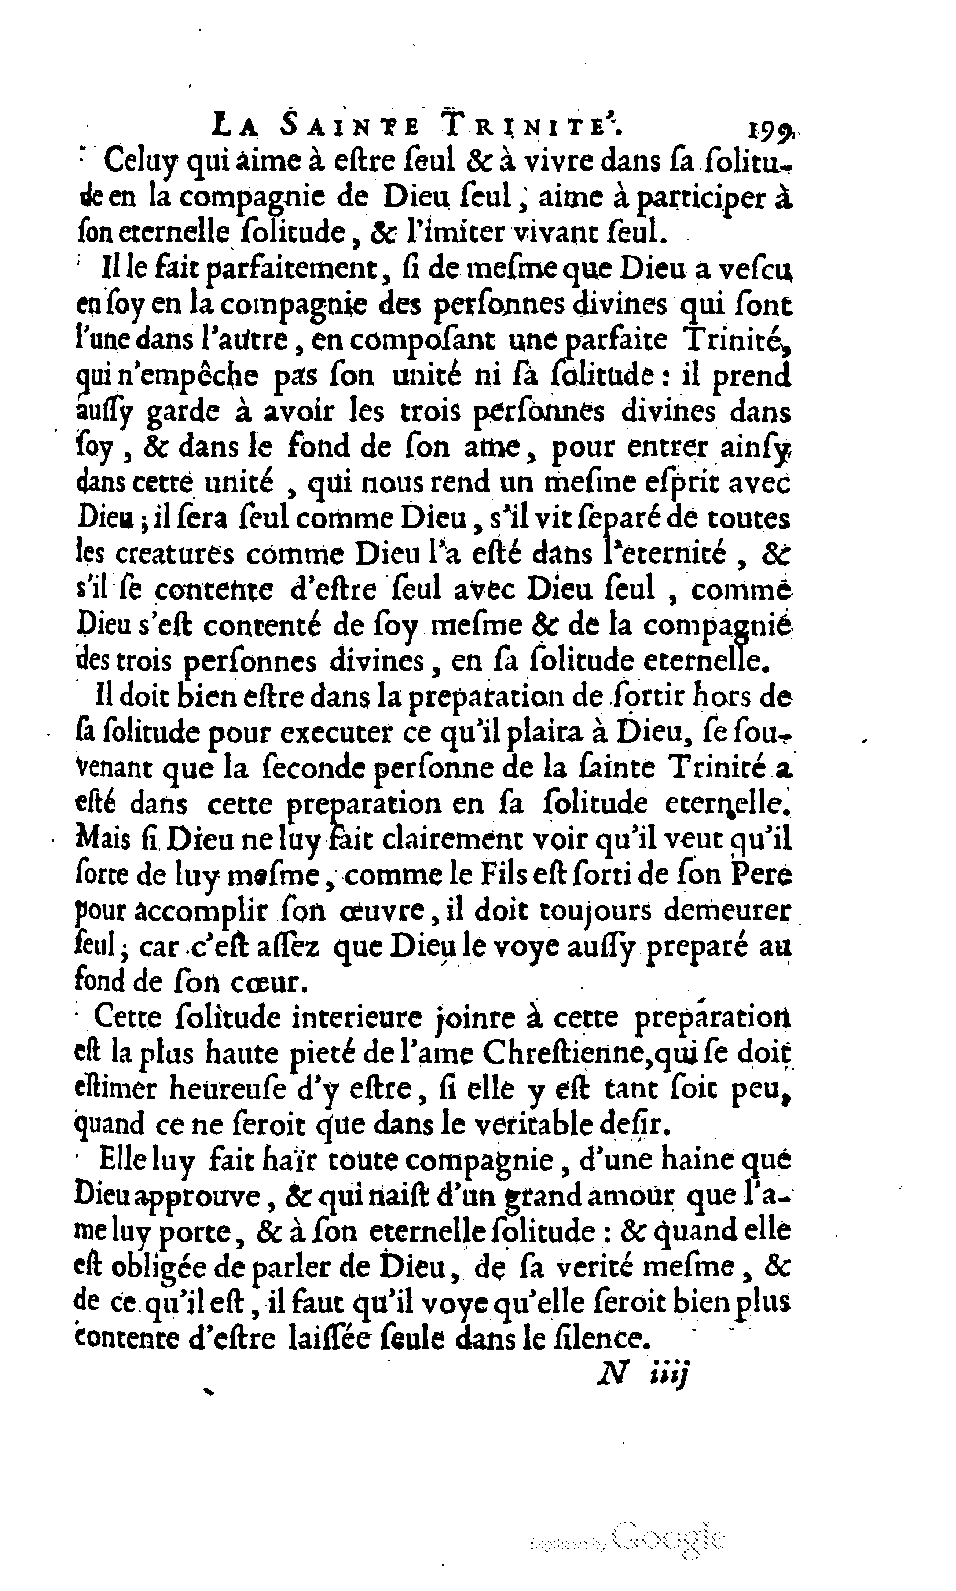 LA SAINTE TRINITE'. 199
Celuy qui aime à eſtre ſeul & à vivre dans ſa ſolitu-
de en la compagnie de Dieu ſeul, aime à participer à
ſon eternelle ſolitude, & l'imiter vivant ſeul.
Il le fait parfaitement, ſi de meſme que Dieu a veſcu
en ſoy en la compagnie des perſonnes divines qui ſont
l'une dans l'autre, en compoſant une parfaite Trinité,
qui n'empêche pas ſon unité ni ſa ſolitude : il prend
auſſy garde à avoir les trois perſonnes divines dans
ſoy, & dans le fond de ſon ame, pour entrer ainſy
dans cette unité, qui nous rend un meſme eſprit avec
Dieu ; il ſera ſeul comme Dieu, s'il vit ſeparé de toutes
les creatures comme Dieu l'a eſté dans l'eternité, &
s'il ſe contente d'eſtre ſeul avec Dieu ſeul, comme
Dieu s'eſt contenté de ſoy meſme & de la compagnie
des trois perſonnes divines, en ſa ſolitude eternelle.
Il doit bien eſtre dans la preparation de ſortir hors de
ſa ſolitude pour executer ce qu'il plaira à Dieu, ſe ſou-
venant que la ſeconde perſonne de la ſainte Trinité a
eſté dans cette preparation en ſa ſolitude eternelle.
Mais ſi Dieu ne luy fait clairement voir qu'il veut qu'il
ſorte de luy meſme, comme le Fils eſt ſorti de ſon Pere
pour accomplir ſon œuvre, il doit toujours demeurer
ſeul ; car c'eſt aſſez que Dieu le voye auſſy preparé au
fond de ſon cœur.
Cette ſolitude interieure jointe à cette preparation
eſt la plus haute pieté de l'ame Chreſtienne, qui ſe doit
eſtimer heureuſe d'y eſtre, ſi elle y eſt tant ſoit peu,
quand ce ne ſeroit que dans le veritable deſir.
Elle luy fait haïr toute compagnie, d'une haine que
Dieu approuve, & qui naiſt d'un grand amour que l'a-
me luy porte, & à ſon eternelle ſolitude : & quand elle
eſt obligée de parler de Dieu, de ſa verité meſme, &
de ce qu'il eſt, il faut qu'il voye qu'elle ſeroit bien plus
contente d'eſtre laiſſée ſeule dans le ſilence.
N iiij
Digitized by Google